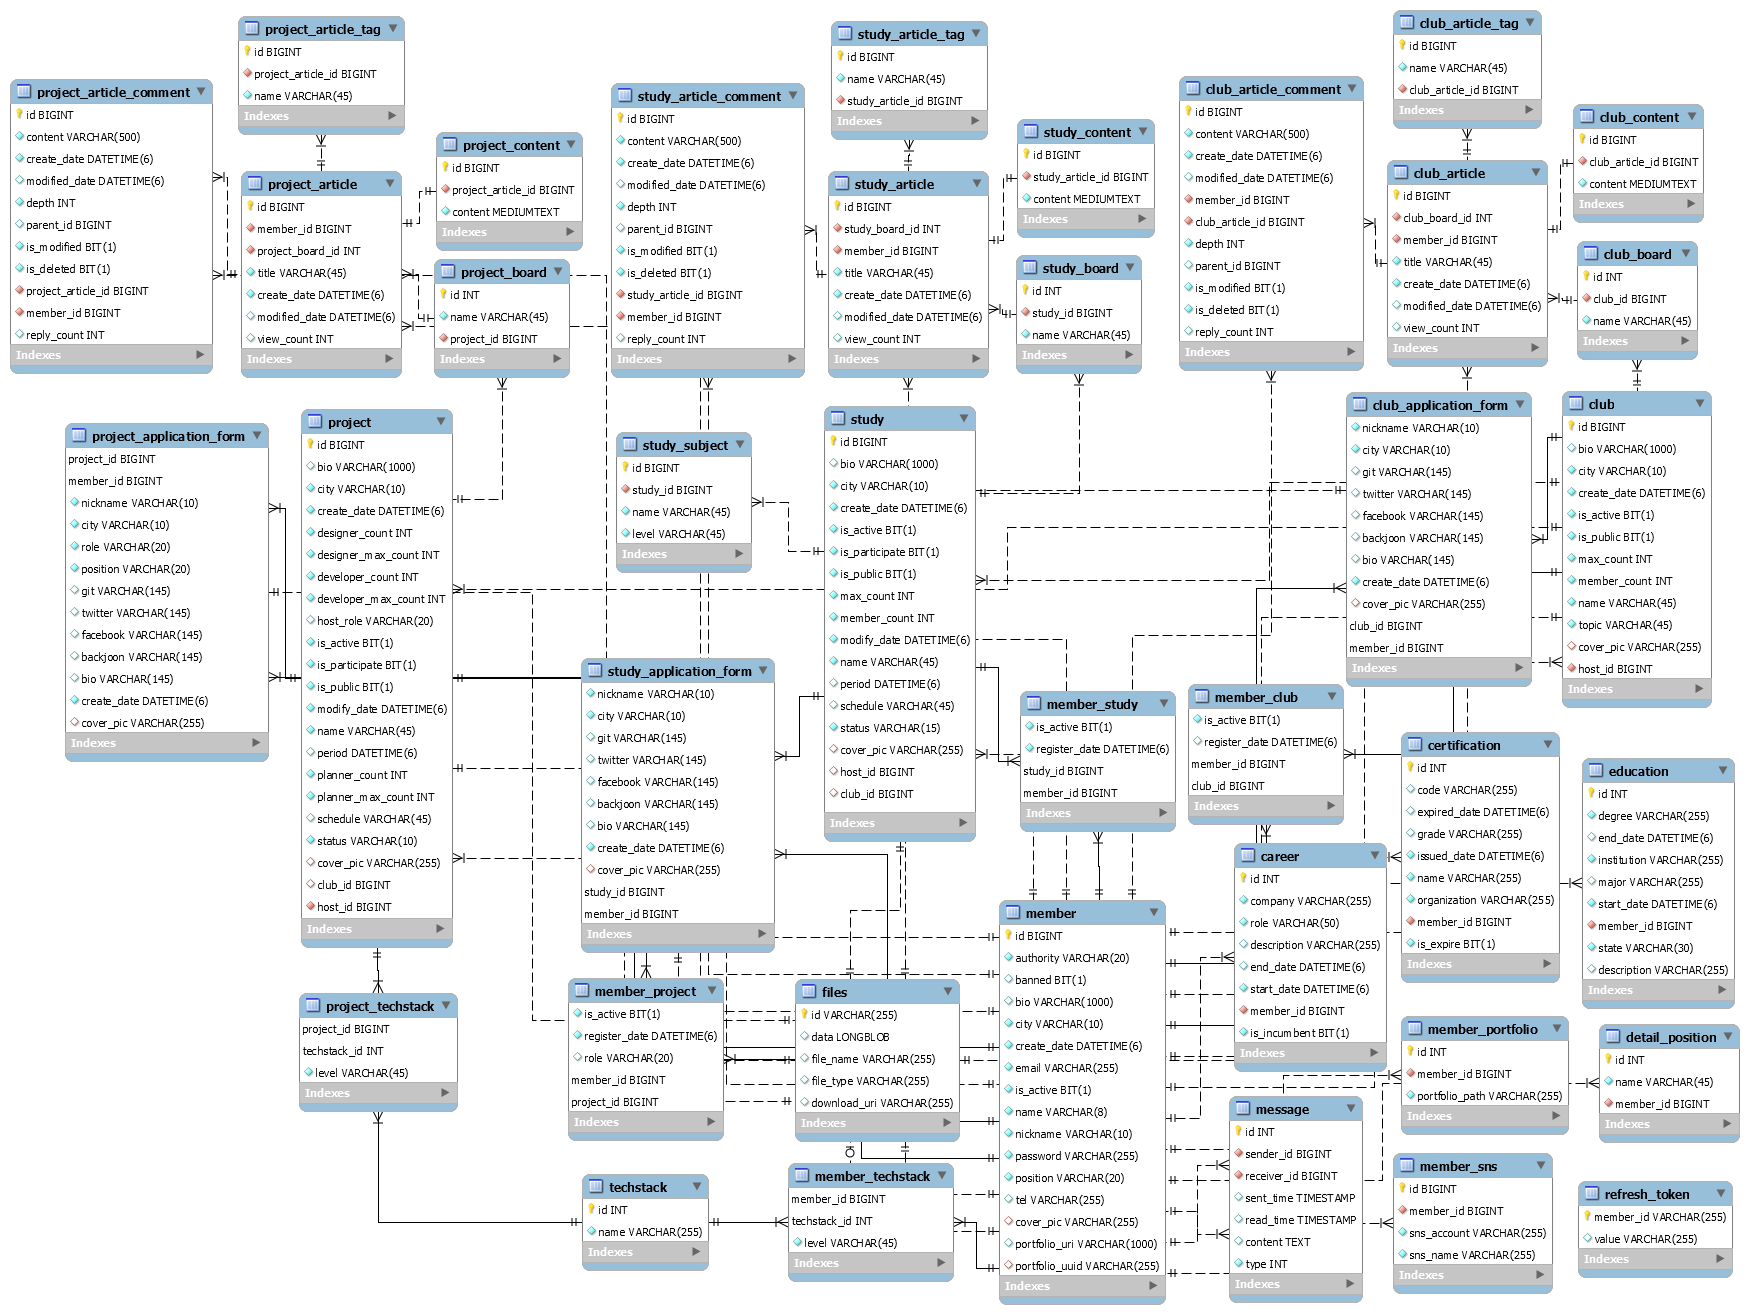 project_article_tag
id BIGINT
project_article_id BIGINT
name VARCHAR(45)
Indexes
study_article_tag
id BIGINT
name VARCHAR(45)
study_article_id BIGINT
Indexes
club_article_tag
id BIGINT
name VARCHAR(45)
club_article_id BIGINT
Indexes
project_article_comment
id BIGINT
content VARCHAR(500)
create_date DATETIME(6)
modified_date DATETIME(6)
depth INT
parent_id BIGINT
is_modified BIT(1)
is_deleted BIT(1)
project_article_id BIGINT
member_id BIGINT
reply_count INT
Indexes
project_article
id BIGINT
member_id BIGINT
project_board_id INT
title VARCHAR(45)
create_date DATETIME(6)
modified_date DATETIME(6)
view_count INT
Indexes
project_content
id BIGINT
project_article_id BIGINT
content MEDIUMTEXT
Indexes
project_board
id INT
name VARCHAR(45)
project_id BIGINT
Indexes
study_article_comment
id BIGINT
content VARCHAR(500)
create_date DATETIME(6)
modified_date DATETIME(6)
depth INT
parent_id BIGINT
is_modified BIT(1)
is_deleted BIT(1)
study_article_id BIGINT
member_id BIGINT
reply_count INT
Indexes
study_article
id BIGINT
study_board_id INT
member_id BIGINT
title VARCHAR(45)
create_date DATETIME(6)
modified_date DATETIME(6)
view_count INT
Indexes
study_content
id BIGINT
study_article_id BIGINT
content MEDIUMTEXT
Indexes
study_board
id INT
study_id BIGINT
name VARCHAR(45)
Indexes
club_article_comment
id BIGINT
content VARCHAR(500)
create_date DATETIME(6)
modified_date DATETIME(6)
member_id BIGINT
club_article_id BIGINT
depth INT
parent_id BIGINT
is_modified BIT(1)
is_deleted BIT(1)
reply_count INT
Indexes
club_article
id BIGINT
club_board_id INT
member_id BIGINT
title VARCHAR(45)
create_date DATETIME(6)
modified_date DATETIME(6)
view_count INT
Indexes
club_content
id BIGINT
club_article_id BIGINT
content MEDIUMTEXT
Indexes
club_board
id INT
club_id BIGINT
name VARCHAR(45)
Indexes
project_application_form
project_id BIGINT
member_id BIGINT
nickname VARCHAR(10)
city VARCHAR(10)
role VARCHAR(20)
position VARCHAR(20)
git VARCHAR(145)
twitter VARCHAR(145)
facebook VARCHAR(145)
backjoon VARCHAR(145)
bio VARCHAR(145)
create_date DATETIME(6)
cover_pic VARCHAR(255)
Indexes
project
id BIGINT
bio VARCHAR(1000)
city VARCHAR(10)
create_date DATETIME(6)
designer_count INT
designer_max_count INT
developer_count INT
developer_max_count INT
host_role VARCHAR(20)
is_active BIT(1)
is_participate BIT(1)
is_public BIT(1)
modify_date DATETIME(6)
name VARCHAR(45)
period DATETIME(6)
planner_count INT
planner_max_count INT
schedule VARCHAR(45)
status VARCHAR(10)
cover_pic VARCHAR(255)
club_id BIGINT
host_id BIGINT
Indexes
study_subject
id BIGINT
study_id BIGINT
name VARCHAR(45)
level VARCHAR(45)
Indexes
study
id BIGINT
bio VARCHAR(1000)
city VARCHAR(10)
create_date DATETIME(6)
is_active BIT(1)
is_participate BIT(1)
is_public BIT(1)
max_count INT
member_count INT
modify_date DATETIME(6)
name VARCHAR(45)
period DATETIME(6)
schedule VARCHAR(45)
status VARCHAR(15)
cover_pic VARCHAR(255)
host_id BIGINT
club_id BIGINT
Indexes
club_application_form
nickname VARCHAR(10)
city VARCHAR(10)
git VARCHAR(145)
twitter VARCHAR(145)
facebook VARCHAR(145)
backjoon VARCHAR(145)
bio VARCHAR(145)
create_date DATETIME(6)
cover_pic VARCHAR(255)
club_id BIGINT
member_id BIGINT
Indexes
club
id BIGINT
bio VARCHAR(1000)
city VARCHAR(10)
create_date DATETIME(6)
is_active BIT(1)
is_public BIT(1)
max_count INT
member_count INT
name VARCHAR(45)
topic VARCHAR(45)
cover_pic VARCHAR(255)
host_id BIGINT
Indexes
study_application_form
nickname VARCHAR(10)
city VARCHAR(10)
git VARCHAR(145)
twitter VARCHAR(145)
facebook VARCHAR(145)
backjoon VARCHAR(145)
bio VARCHAR(145)
create_date DATETIME(6)
cover_pic VARCHAR(255)
study_id BIGINT
member_id BIGINT
Indexes
member_study
is_active BIT(1)
register_date DATETIME(6)
study_id BIGINT
member_id BIGINT
Indexes
member_club
is_active BIT(1)
register_date DATETIME(6)
member_id BIGINT
club_id BIGINT
Indexes
certification
id INT
code VARCHAR(255)
expired_date DATETIME(6)
grade VARCHAR(255)
issued_date DATETIME(6)
name VARCHAR(255)
organization VARCHAR(255)
member_id BIGINT
is_expire BIT(1)
Indexes
education
id INT
degree VARCHAR(255)
end_date DATETIME(6)
institution VARCHAR(255)
major VARCHAR(255)
start_date DATETIME(6)
member_id BIGINT
state VARCHAR(30)
description VARCHAR(255)
Indexes
career
id INT
company VARCHAR(255)
role VARCHAR(50)
description VARCHAR(255)
end_date DATETIME(6)
start_date DATETIME(6)
member_id BIGINT
is_incumbent BIT(1)
Indexes
member
id BIGINT
authority VARCHAR(20)
banned BIT(1)
bio VARCHAR(1000)
city VARCHAR(10)
create_date DATETIME(6)
email VARCHAR(255)
is_active BIT(1)
name VARCHAR(8)
nickname VARCHAR(10)
password VARCHAR(255)
position VARCHAR(20)
tel VARCHAR(255)
cover_pic VARCHAR(255)
portfolio_uri VARCHAR(1000)
portfolio_uuid VARCHAR(255)
Indexes
project_techstack
project_id BIGINT
techstack_id INT
level VARCHAR(45)
Indexes
member_project
is_active BIT(1)
register_date DATETIME(6)
role VARCHAR(20)
member_id BIGINT
project_id BIGINT
Indexes
files
id VARCHAR(255)
data LONGBLOB
file_name VARCHAR(255)
file_type VARCHAR(255)
download_uri VARCHAR(255)
Indexes
member_portfolio
id INT
member_id BIGINT
portfolio_path VARCHAR(255)
Indexes
detail_position
id INT
name VARCHAR(45)
member_id BIGINT
Indexes
message
id INT
sender_id BIGINT
receiver_id BIGINT
sent_time TIMESTAMP
read_time TIMESTAMP
content TEXT
type INT
Indexes
techstack
id INT
name VARCHAR(255)
Indexes
member_techstack
member_id BIGINT
techstack_id INT
level VARCHAR(45)
Indexes
member_sns
id BIGINT
member_id BIGINT
sns_account VARCHAR(255)
sns_name VARCHAR(255)
Indexes
refresh_token
member_id VARCHAR(255)
value VARCHAR(255)
Indexes